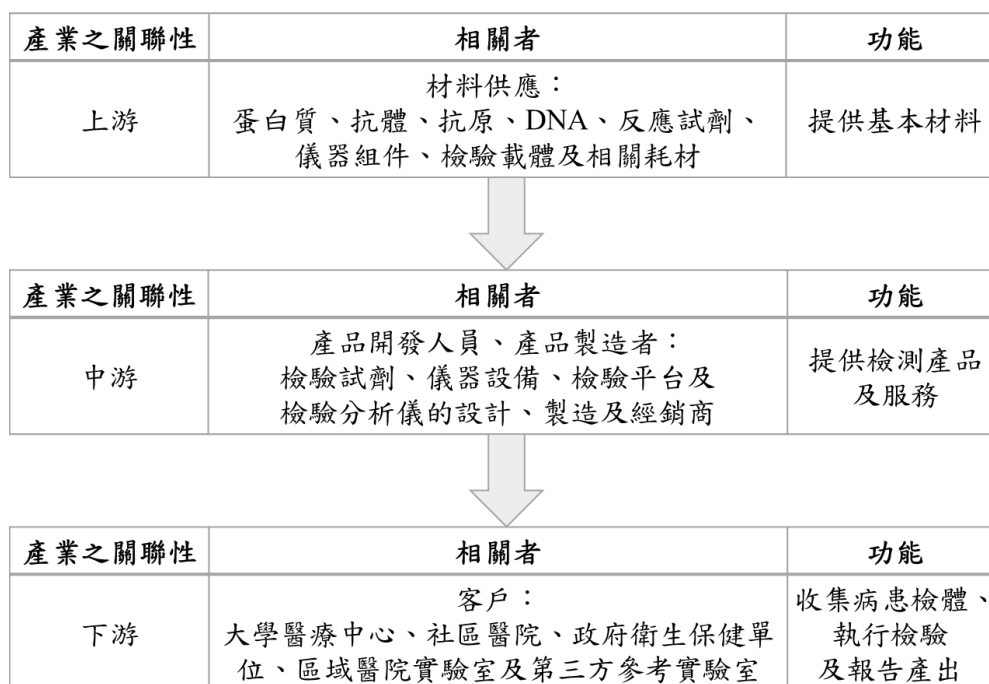 產業之關聯性 相關者 功能
材料供應：
上游 蛋白質、抗體、抗原、DNA、反應試劑、 提供基本材料
儀器組件、檢驗載體及相關耗材
產業之關聯性 相關者 功能
產品開發人員、產品製造者：
中游 檢驗試劑、儀器設備、檢驗平台及 提供檢測產品
檢驗分析儀的設計、製造及經銷商 及服務
產業之關聯性 相關者 功能
客戶： 收集病患檢體、
下游 大學醫療中心、社區醫院、政府衛生保健單 執行檢驗
位、區域醫院實驗室及第三方參考實驗室 及報告產出